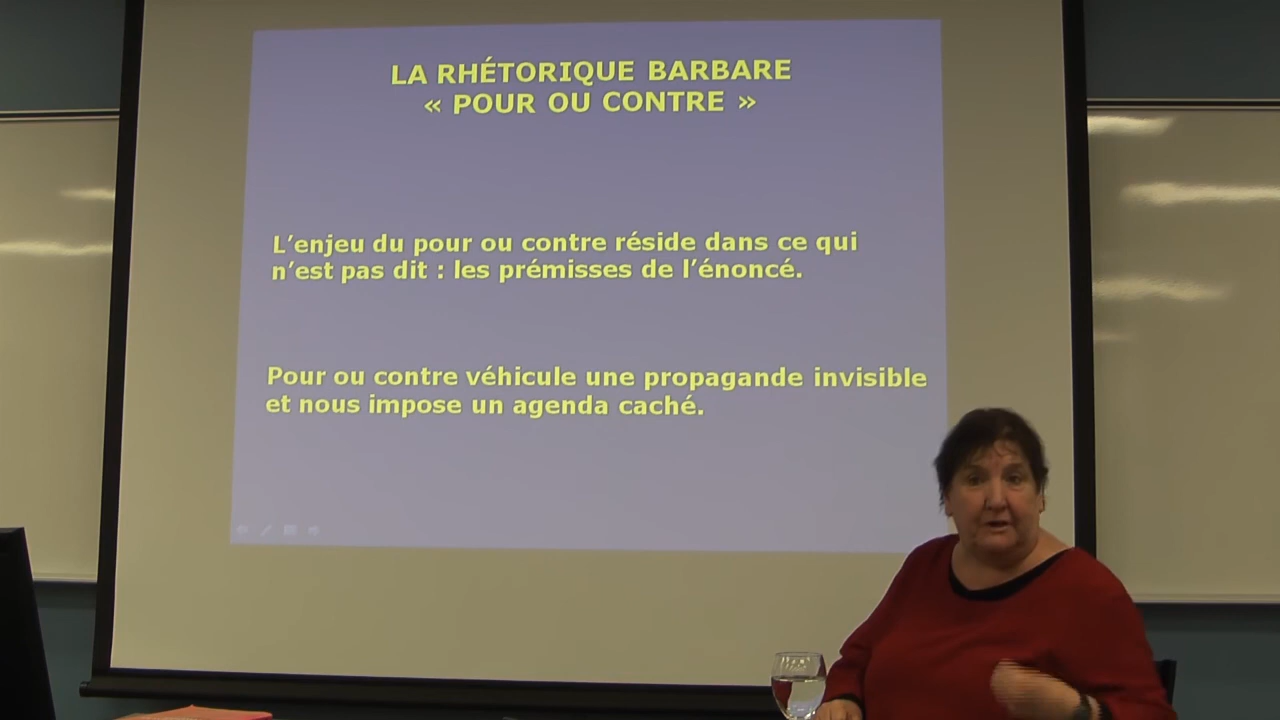 LA RHÉTORIQUE BARBARE
« POUR OU CONTRE »
L’enjeu du pour ou contre réside dans ce qui
n’est pas dit : les prémisses de l’énoncé.
Pour ou contre véhicule une propagande invisible
et nous impose un agenda caché.